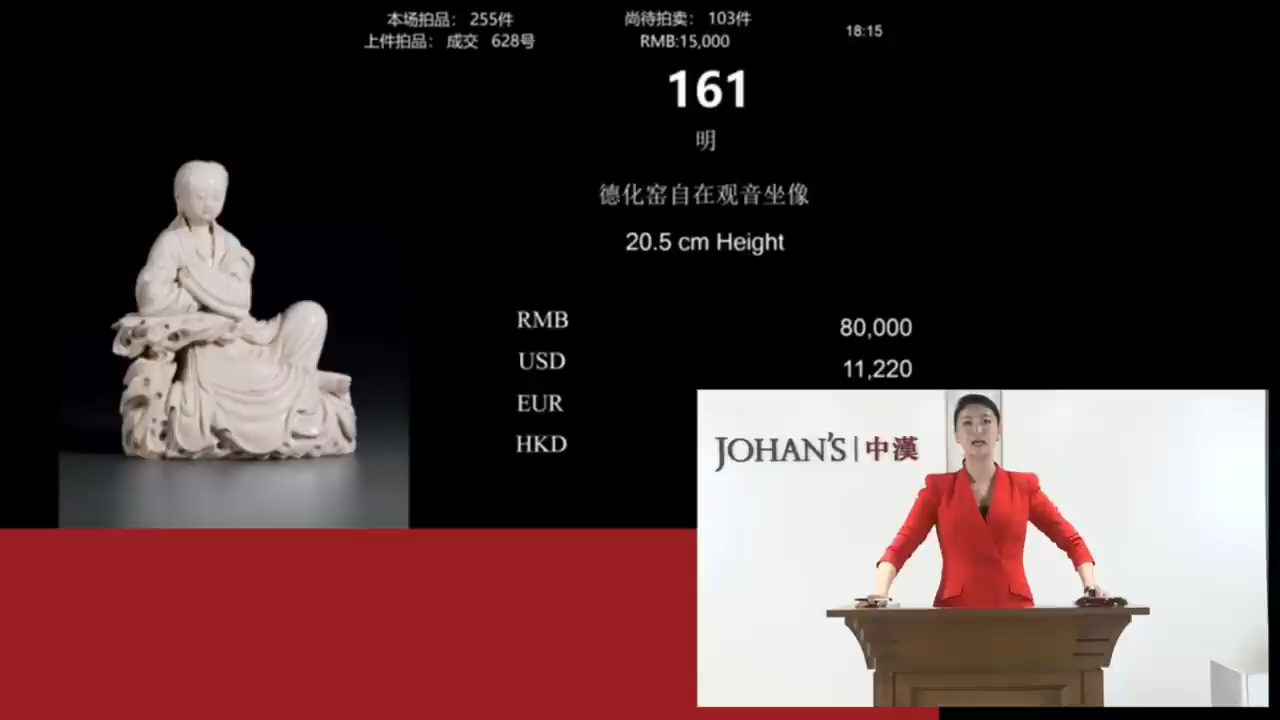 本场拍品： 255件
尚待拍卖： 103件
上件拍品： 成交 628号
RMB:15,000
18:15
161
明
德化窑自在观音坐像
20.5 cm Height
RMB 80,000
USD 11,220
EUR
HKD
JOHAN'S | 中漢